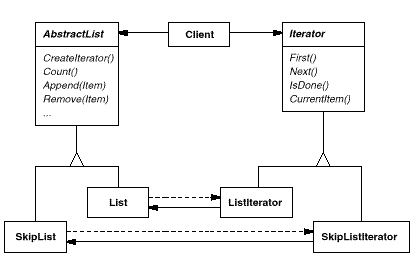 AbstractList
Client
Iterator
CreateIterator()
Count()
Append(Item)
Remove(Item)
...
First()
Next()
IsDone()
CurrentItem()
List
ListIterator
SkipList
SkipListIterator